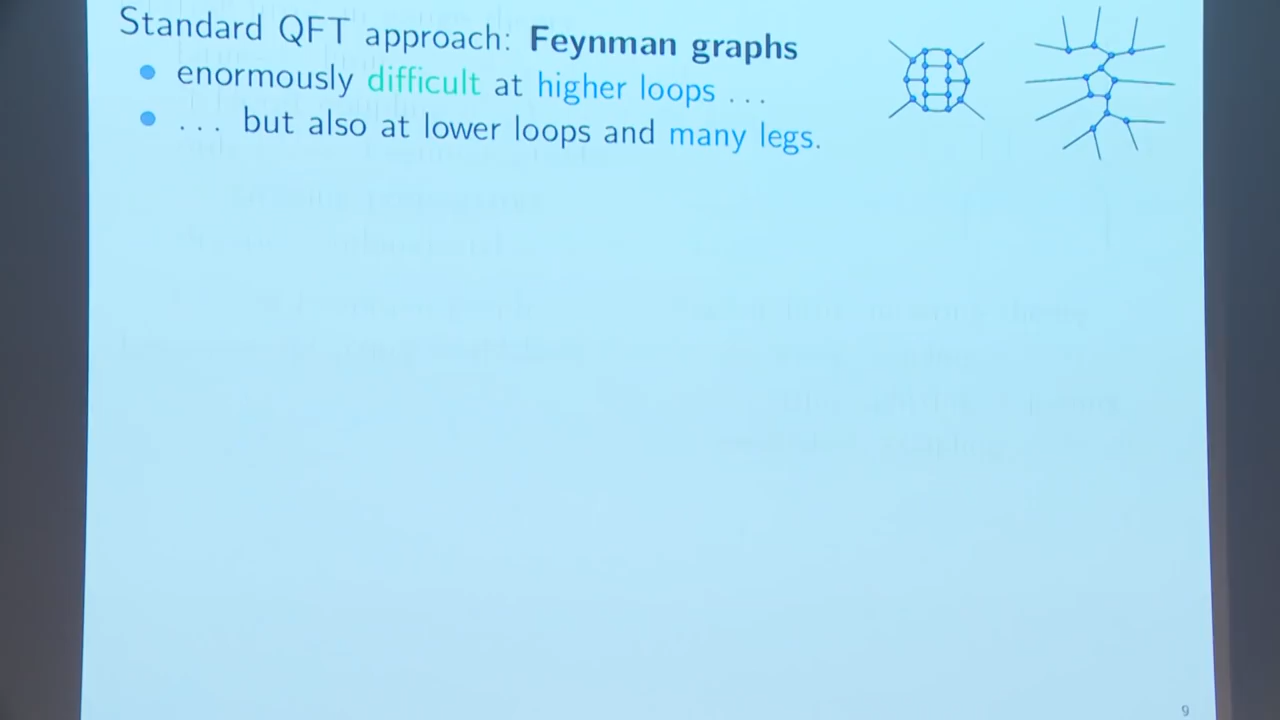 Standard QFT approach: Feynman graphs
• enormously difficult at higher loops ...
• ... but also at lower loops and many legs.
9